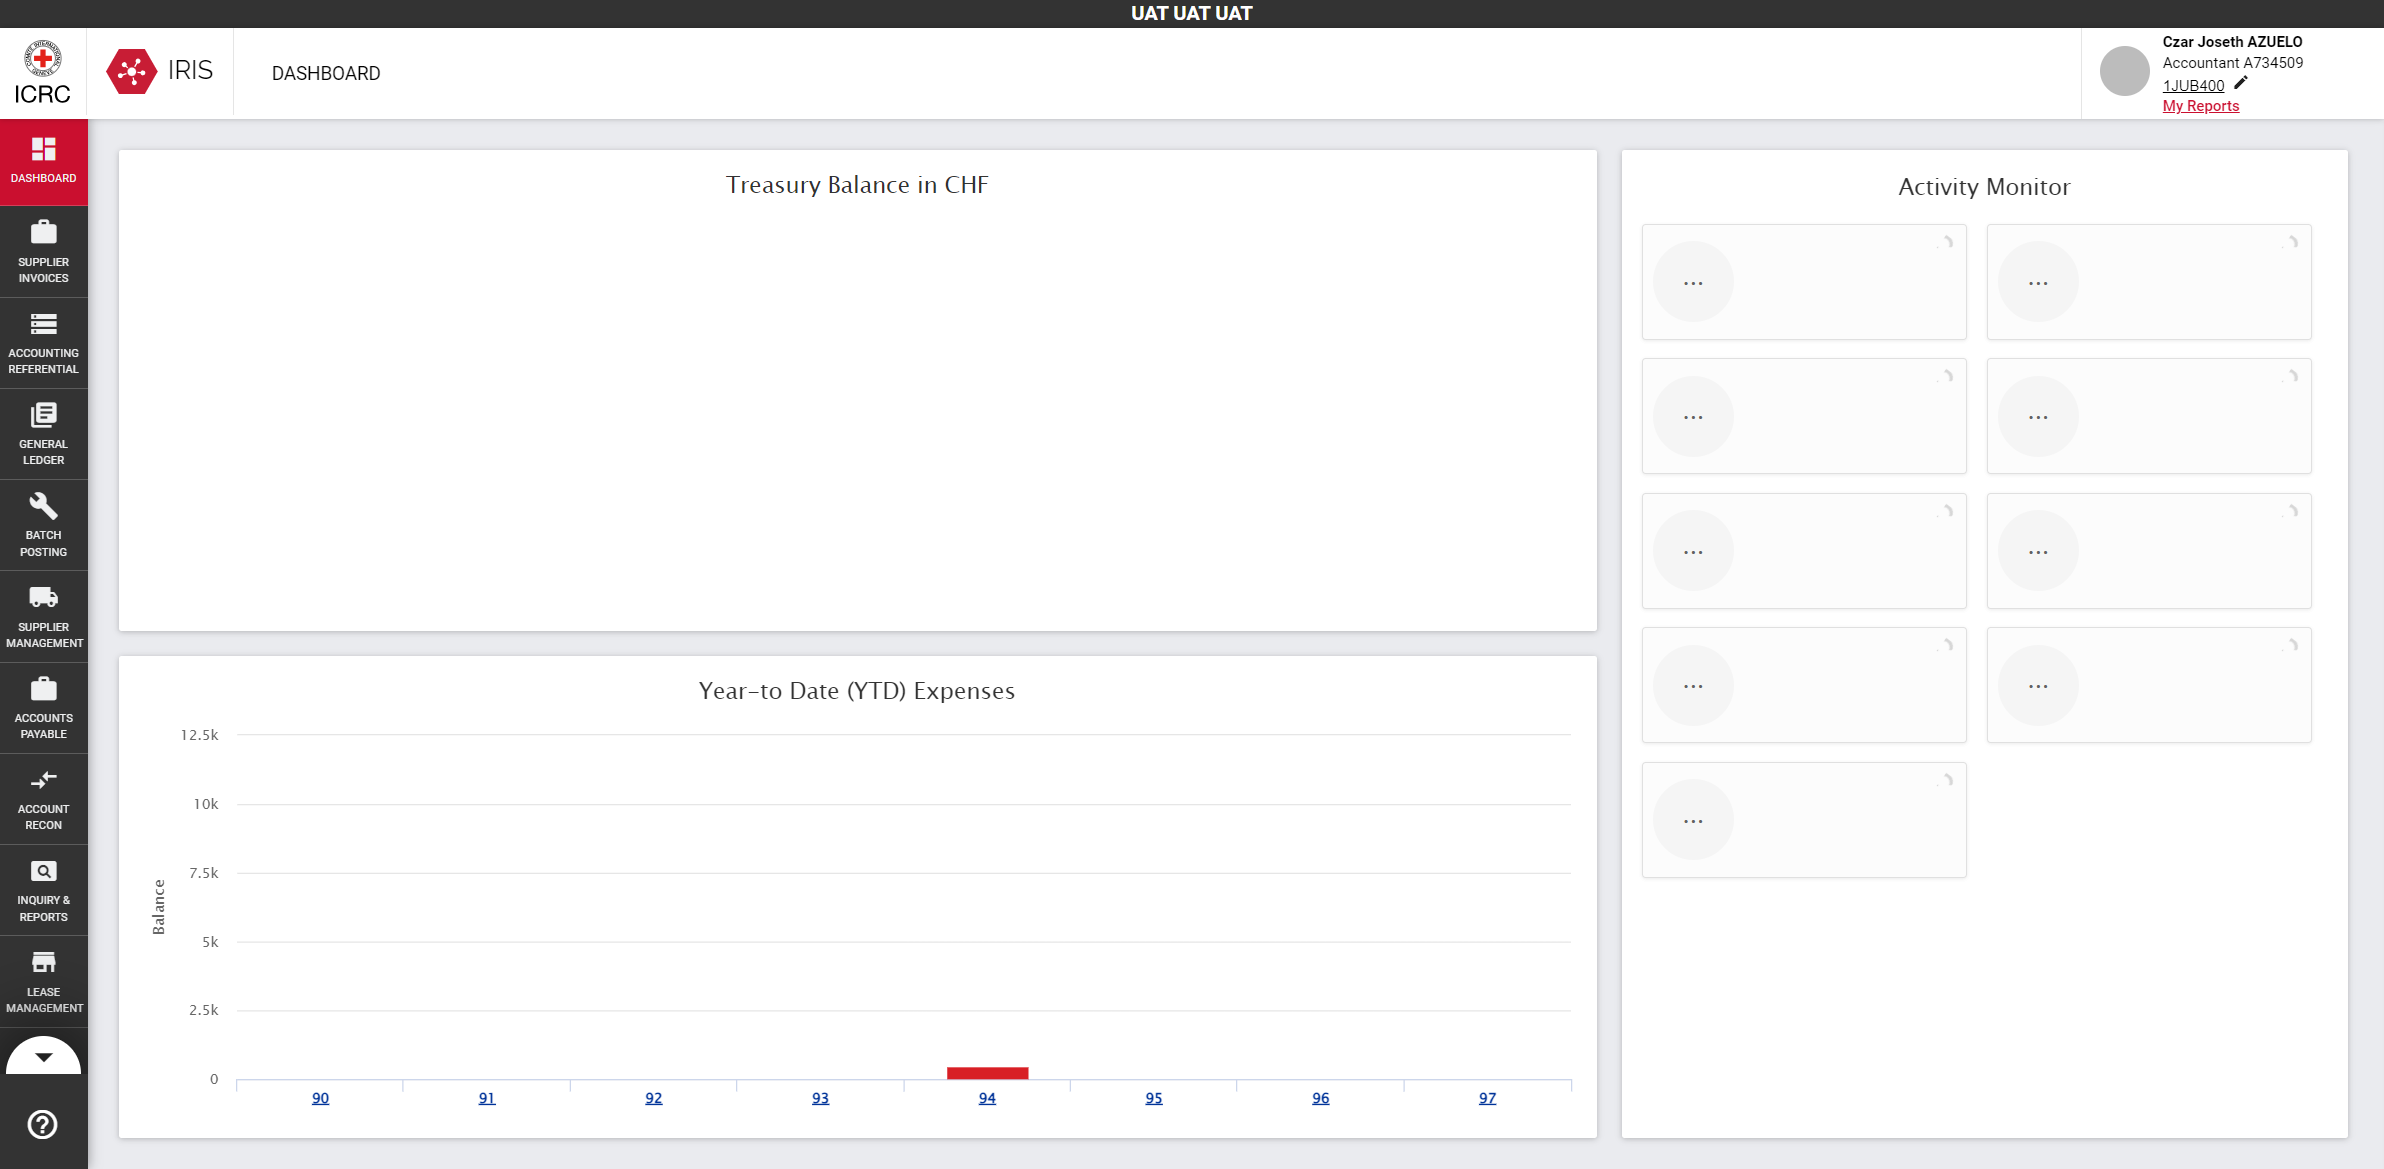 UAT UAT UAT
ICRC
IRIS
DASHBOARD
Czar Joseth AZUELO
Accountant A734509
1JUB400
My Reports
DASHBOARD
SUPPLIER
INVOICES
ACCOUNTING
REFERENTIAL
GENERAL
LEDGER
BATCH
POSTING
SUPPLIER
MANAGEMENT
ACCOUNTS
PAYABLE
ACCOUNT
RECON
INQUIRY &
REPORTS
LEASE
MANAGEMENT
Treasury Balance in CHF
Year-to Date (YTD) Expenses
Balance
12.5k
10k
7.5k
5k
2.5k
0
90 91 92 93 94 95 96 97
Activity Monitor
... ...
... ...
... ...
... ...
...